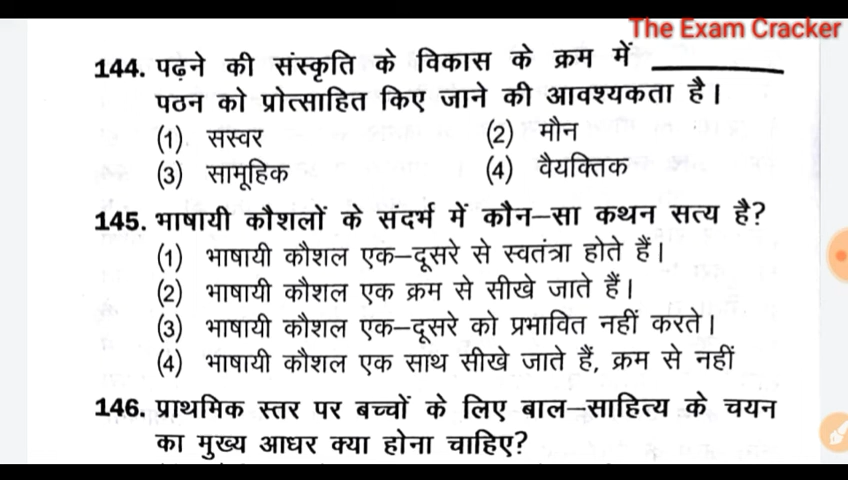 The Exam Cracker
144. पढ़ने की संस्कृति के विकास के क्रम में ________
पठन को प्रोत्साहित किए जाने की आवश्यकता है।
(1) सस्वर (2) मौन
(3) सामूहिक (4) वैयक्तिक
145. भाषायी कौशलों के संदर्भ में कौन–सा कथन सत्य है?
(1) भाषायी कौशल एक–दूसरे से स्वतंत्रा होते हैं।
(2) भाषायी कौशल एक क्रम से सीखे जाते हैं।
(3) भाषायी कौशल एक–दूसरे को प्रभावित नहीं करते।
(4) भाषायी कौशल एक साथ सीखे जाते हैं, क्रम से नहीं
146. प्राथमिक स्तर पर बच्चों के लिए बाल–साहित्य के चयन
का मुख्य आधर क्या होना चाहिए?